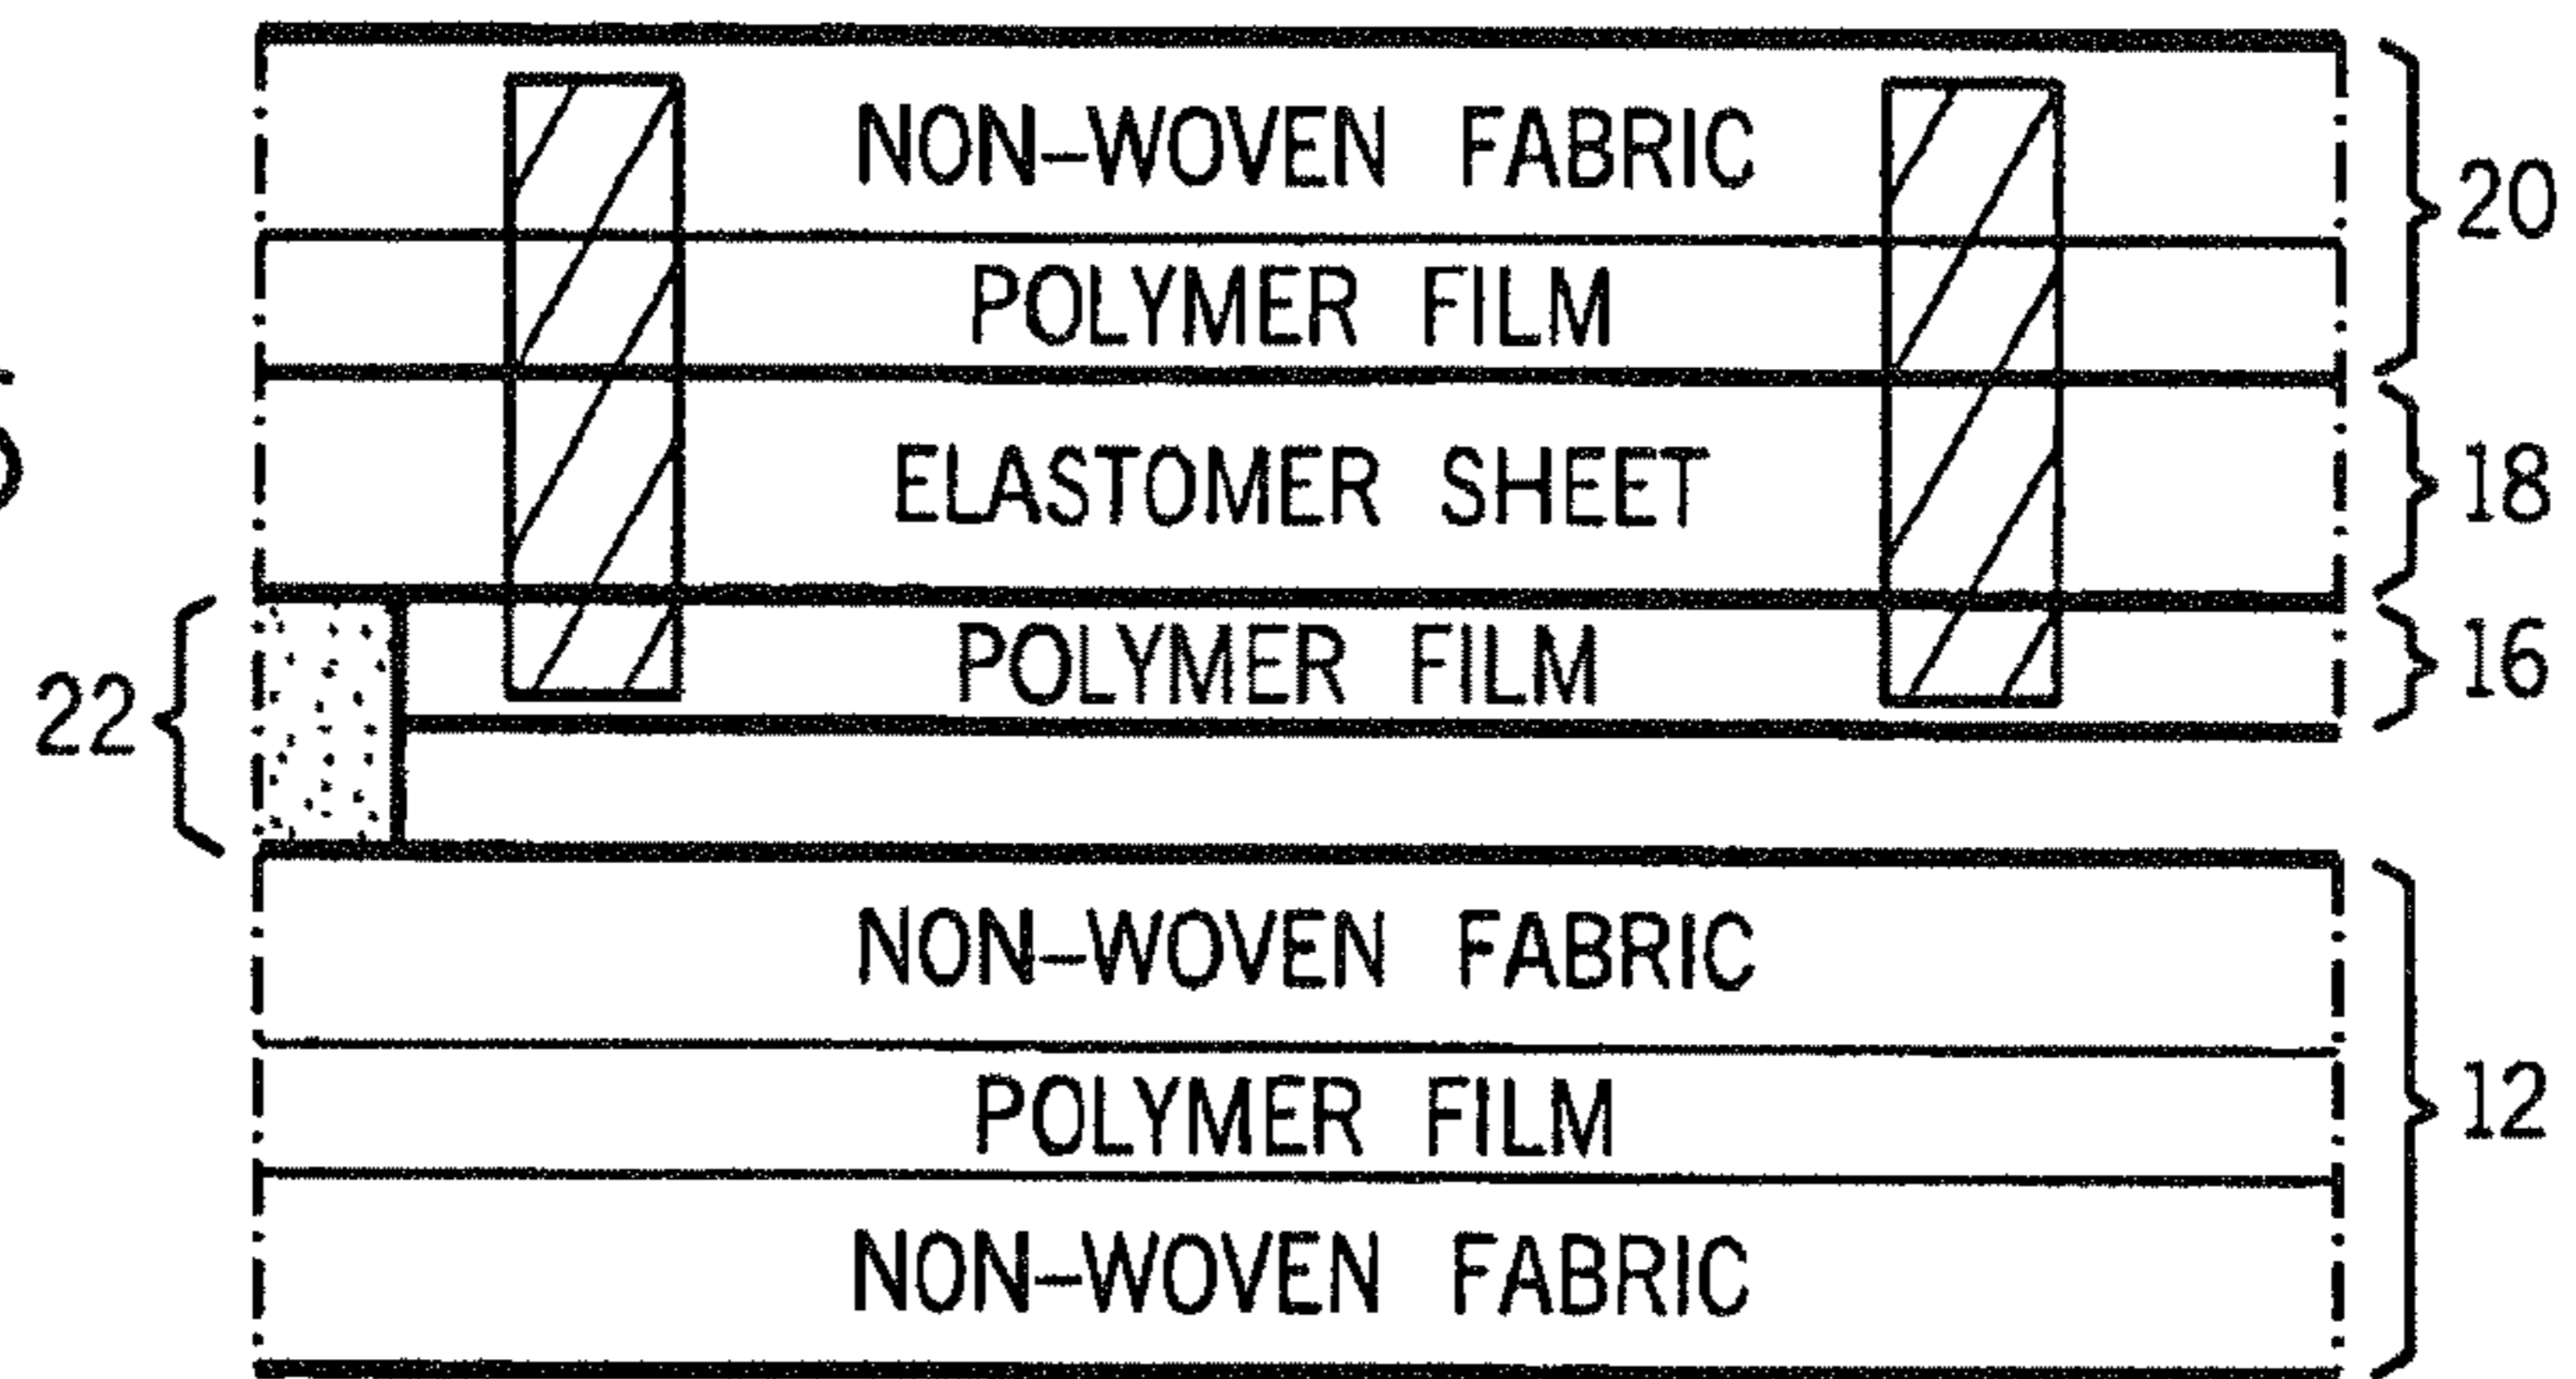 NON-WOVEN FABRIC
20
POLYMER FILM
ELASTOMER SHEET
18
POLYMER FILM
16
22
NON-WOVEN FABRIC
POLYMER FILM
12
NON-WOVEN FABRIC